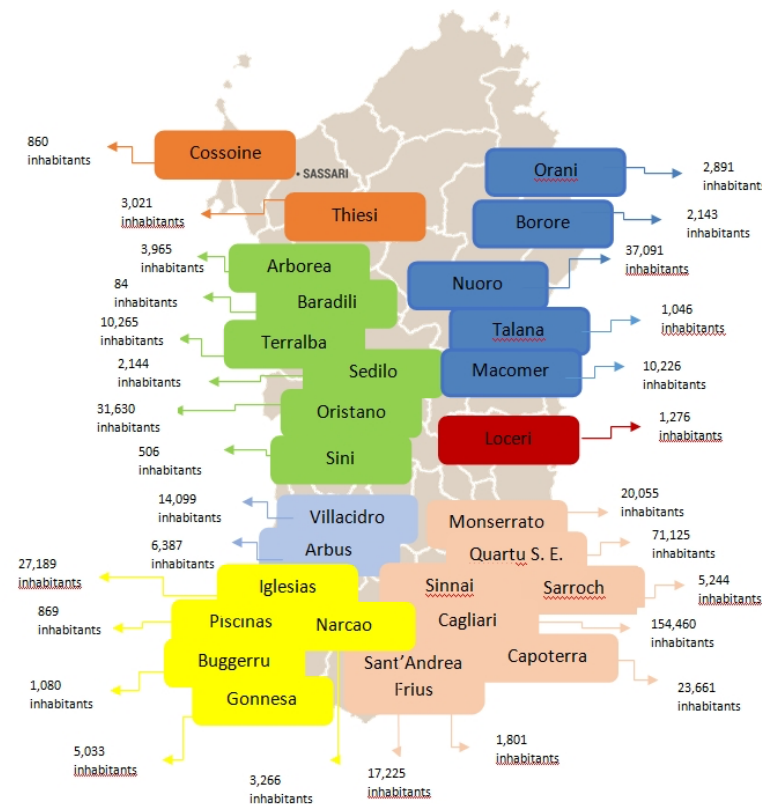 860
inhabitants
Cossoine
• SASSARI
Orani
2,891
inhabitant
3,021
inhabitants
Thiesi
Borore
2,143
inhabitants
3,965
inhabitants
Arborea
37,091
inhabitants
84
inhabitants
Baradili
Nuoro
10,265
inhabitants
Terralba
Talana
1,046
inhabitants
2,144
inhabitants
Sedilo
Macomer
10,226
inhabitants
31,630
inhabitants
Oristano
1,276
inhabitants
Loceri
506
inhabitants
Sini
14,099
inhabitants
Villacidro
Monserrato
20,055
inhabitants
6,387
inhabitants
Arbus
Quartu S. E.
71,125
inhabitants
27,189
inhabitants
Iglesias
Sinnai
Sarroch
5,244
inhabitants
869
inhabitants
Piscinas
Narcao
Cagliari
154,460
inhabitants
Buggerru
Sant'Andrea
Frius
Capoterra
1,080
inhabitants
Gonnesa
23,661
inhabitants
5,033
inhabitants
3,266
inhabitants
17,225
inhabitants
1,801
inhabitants